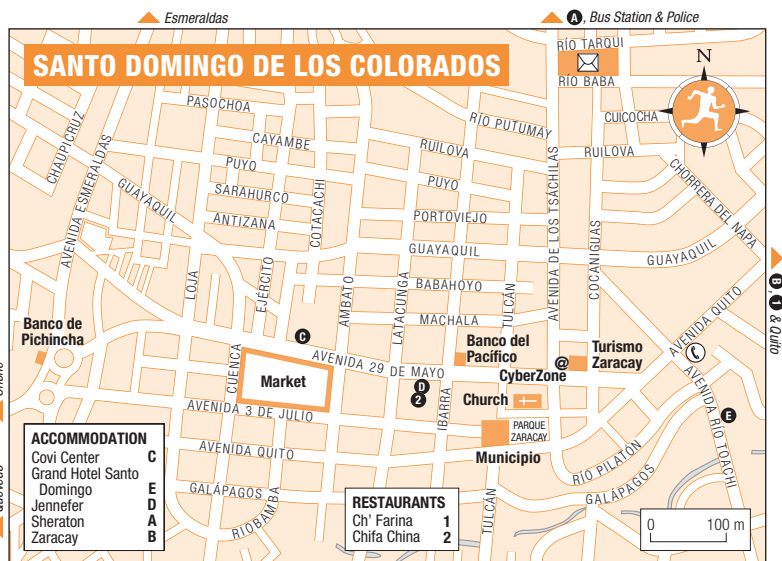 Esmeraldas
A, Bus Station & Police
SANTO DOMINGO DE LOS COLORADOS
RÍO TARQUI
RÍO BABA
N
PASOCHOA
RÍO PUTUMAY
CUICOCHA
CHAUPICRUZ
CAYAMBE
RUILOVA
RUILOVA
AVENIDA ESMERALDAS
GUAYAQUIL
PUYO
PUYO
SARAHURCO
COTACACHI
PORTOVIEJO
ANTIZANA
AVENIDA DE LOS TSÁCHILAS
COCANIGUAS
CHORRERA DEL NAPA
GUAYAQUIL
GUAYAQUIL
LOJA
EJÉRCITO
AMBATO
LATACUNGA
BABAHOYO
TULCÁN
MACHALA
AVENIDA QUITO
B, 1 & Quito
Banco de
Pichincha
C
AVENIDA 29 DE MAYO
Banco del
Pacífico
@
CyberZone
Turismo
Zaracay
CUENCA
Market
D
2
IBARRA
Church
AVENIDA RÍO TOACHI
E
AVENIDA 3 DE JULIO
PARQUE
ZARACAY
Municipio
AVENIDA QUITO
RÍO PILATÓN
GALÁPAGOS
GALÁPAGOS
RIOBAMBA
TULCÁN
ACCOMMODATION
Covi Center C
Grand Hotel Santo
Domingo E
Jennefer D
Sheraton A
Zaracay B
RESTAURANTS
Ch' Farina 1
Chifa China 2
0 100 m